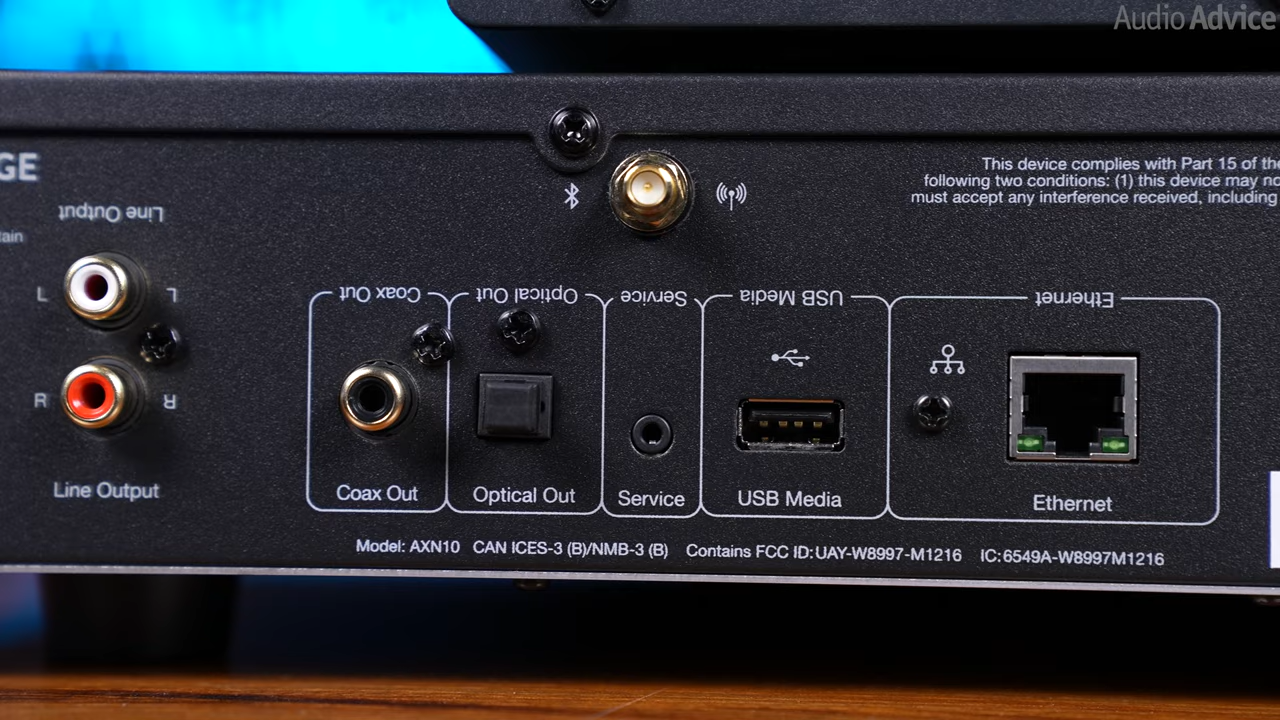 Audio Advice
GE
This device complies with Part 15 of the
following two conditions: (1) this device may no
must accept any interference received, including
Line Output
ain
L
L
R
R
Line Output
Coax Out
Optical Out
Service
USB Media
Ethernet
Coax Out
Optical Out
Service
USB Media
Ethernet
Model: AXN10 CAN ICES-3 (B)/NMB-3 (B) Contains FCC ID:UAY-W8997-M1216 IC:6549A-W8997M1216